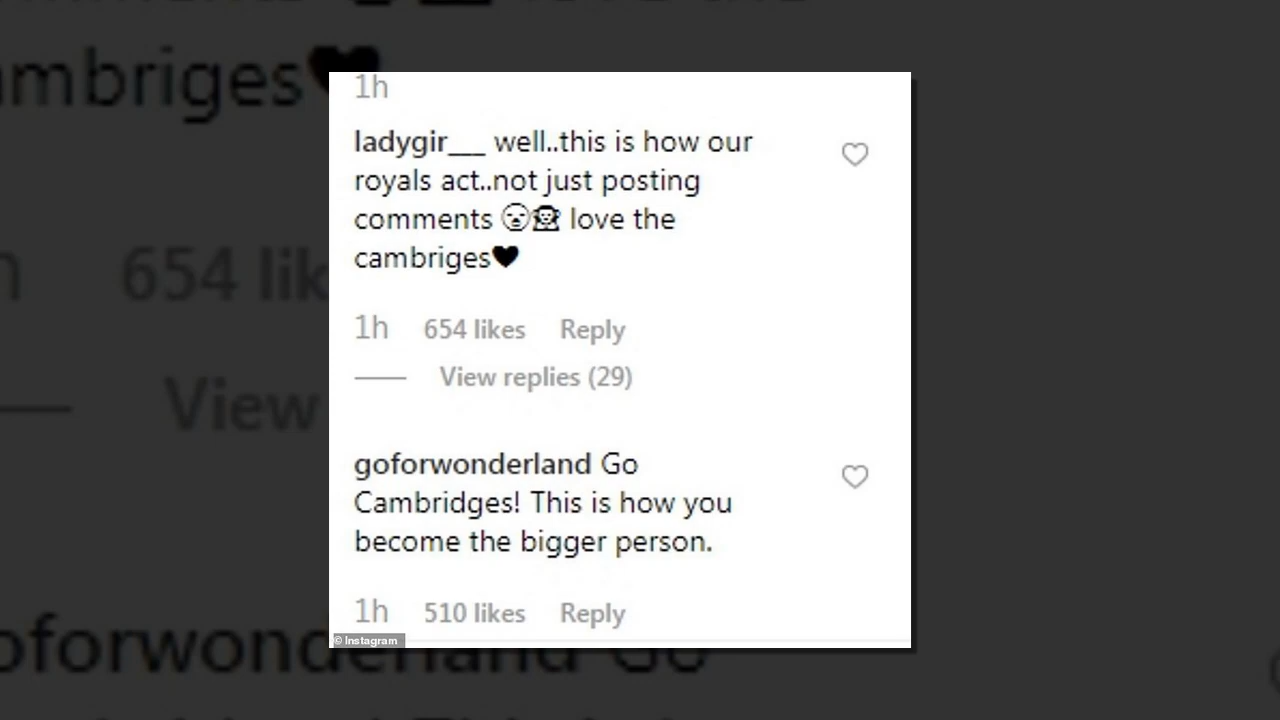 1h
ladygir___ well..this is how our
royals act..not just posting
comments 😮🤷 love the
cambriges♥
1h 654 likes Reply
View replies (29)
goforwonderland Go
Cambridges! This is how you
become the bigger person.
1h 510 likes Reply
© Instagram